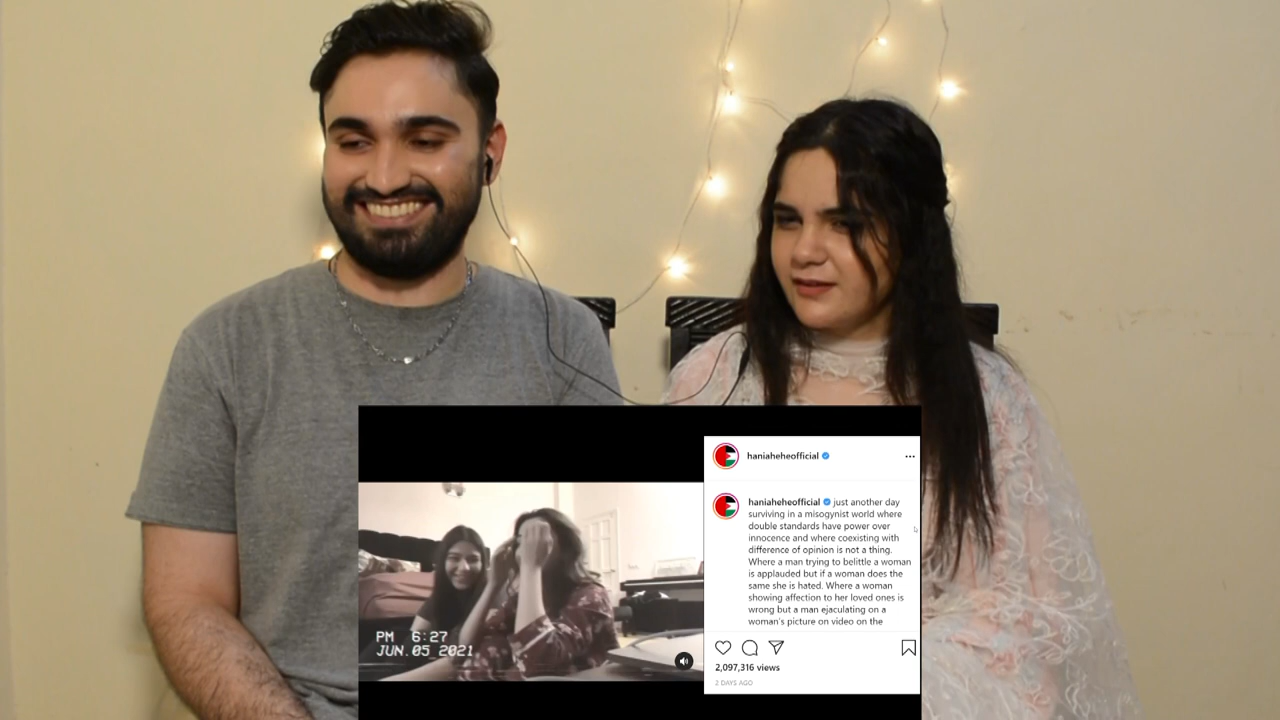 haniaheheofficial
haniaheheofficial just another day
surviving in a misogynist world where
double standards have power over
innocence and where coexisting with
difference of opinion is not a thing.
Where a man trying to belittle a woman
is applauded but if a woman does the
same she is hated. Where a woman
showing affection to her loved ones is
wrong but a man ejaculating on a
woman's picture on video on the
PM 6:27
JUN.05 2021
2,097,316 views
2 DAYS AGO